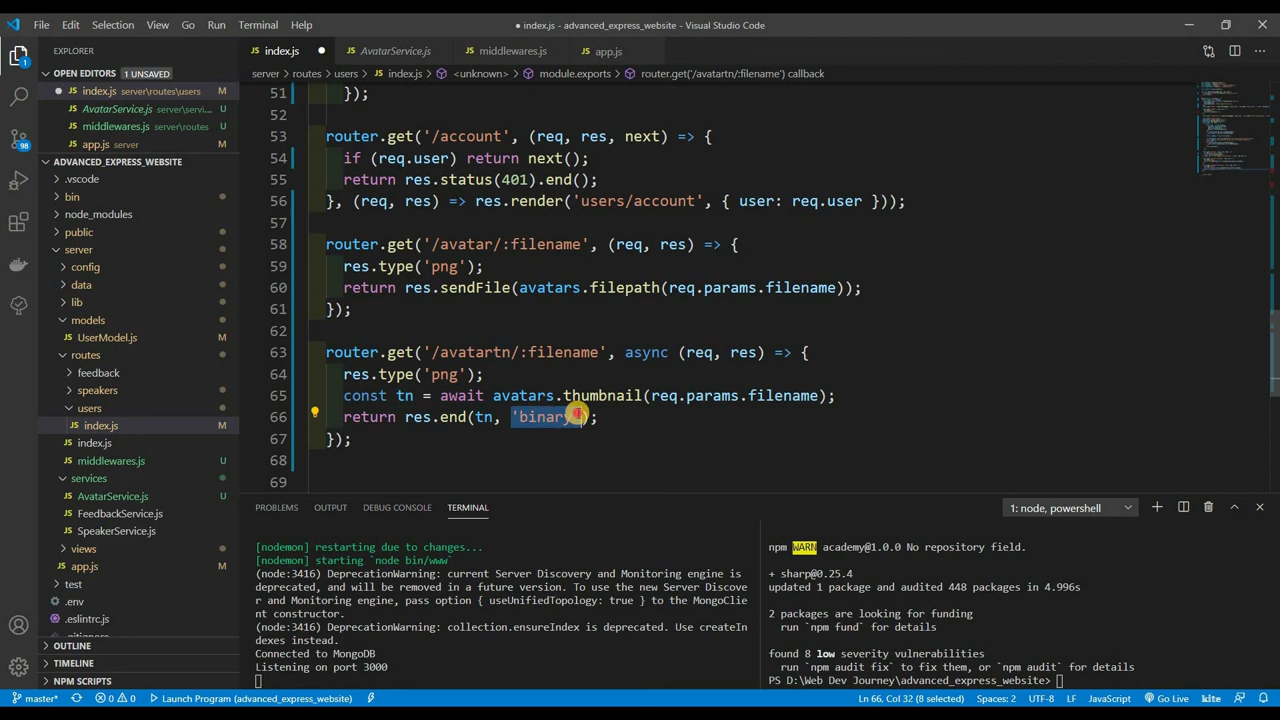 File Edit Selection View Go Run Terminal Help
● index.js - advanced_express_website - Visual Studio Code
EXPLORER
OPEN EDITORS 1 UNSAVED
index.js server\routes\users M
AvatarService.js server\servi... U
middlewares.js server\routes U
app.js server M
ADVANCED_EXPRESS_WEBSITE
.vscode
bin
node_modules
public
server
config
data
lib
models
UserModel.js M
routes
feedback
speakers
users
index.js M
index.js M
middlewares.js U
services
AvatarService.js U
FeedbackService.js
SpeakerService.js
views
app.js M
test
.env
.eslintrc.js
.gitignore
OUTLINE
TIMELINE
NPM SCRIPTS
index.js AvatarService.js middlewares.js app.js
server > routes > users > index.js > <unknown> > module.exports > router.get('/avatartn/:filename') callback
51 });
52
53 router.get('/account', (req, res, next) => {
54 if (req.user) return next();
55 return res.status(401).end();
56 }, (req, res) => res.render('users/account', { user: req.user }));
57
58 router.get('/avatar/:filename', (req, res) => {
59 res.type('png');
60 return res.sendFile(avatars.filepath(req.params.filename));
61 });
62
63 router.get('/avatartn/:filename', async (req, res) => {
64 res.type('png');
65 const tn = await avatars.thumbnail(req.params.filename);
66 return res.end(tn, 'binary');
67 });
68
69
PROBLEMS OUTPUT DEBUG CONSOLE TERMINAL
1: node, powershell
[nodemon] restarting due to changes...
[nodemon] starting `node bin/www`
(node:3416) DeprecationWarning: current Server Discovery and Monitoring engine is
deprecated, and will be removed in a future version. To use the new Server Discove
r and Monitoring engine, pass option { useUnifiedTopology: true } to the MongoClie
nt constructor.
(node:3416) DeprecationWarning: collection.ensureIndex is deprecated. Use createIn
dexes instead.
Connected to MongoDB
Listening on port 3000
npm WARN academy@1.0.0 No repository field.
+ sharp@0.25.4
updated 1 package and audited 448 packages in 4.996s
2 packages are looking for funding
run `npm fund` for details
found 8 low severity vulnerabilities
run `npm audit fix` to fix them, or `npm audit` for details
PS D:\Web Dev Journey\advanced_express_website>
1
98
master* 0 0 Launch Program (advanced_express_website) Ln 66, Col 32 (8 selected) Spaces: 2 UTF-8 LF JavaScript Go Live kite